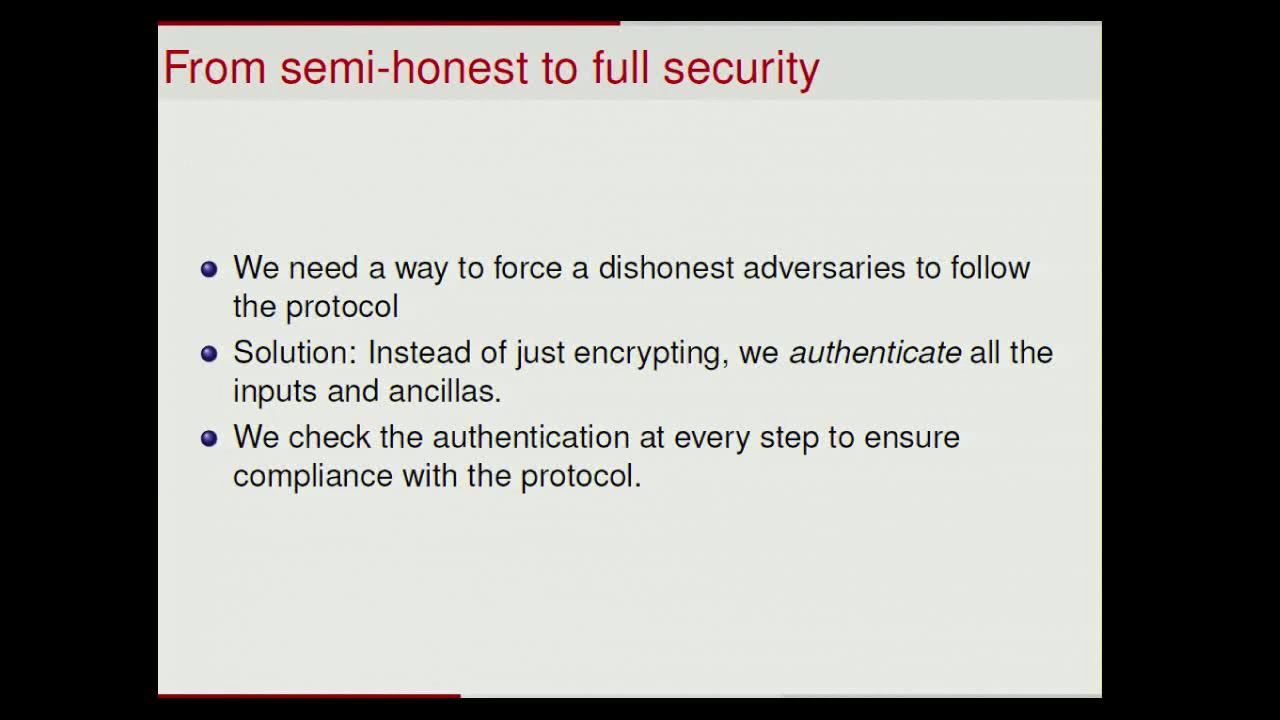 From semi-honest to full security
We need a way to force a dishonest adversaries to follow
the protocol
Solution: Instead of just encrypting, we authenticate all the
inputs and ancillas.
We check the authentication at every step to ensure
compliance with the protocol.